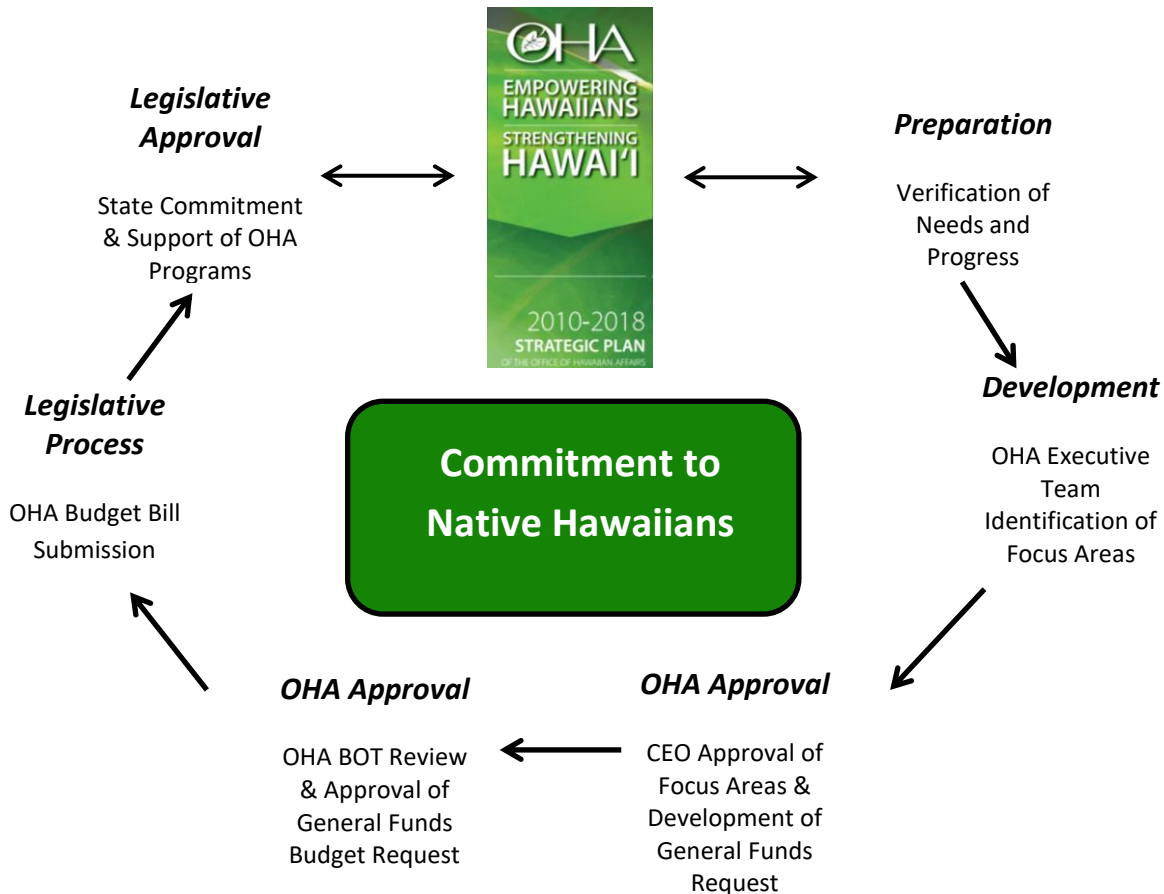 OHA
EMPOWERING
HAWAIIANS
STRENGTHENING
HAWAI‘I
2010-2018
STRATEGIC PLAN
OF THE OFFICE OF HAWAIIAN AFFAIRS
Preparation
Verification of
Needs and
Progress
Development
OHA Executive
Team
Identification of
Focus Areas
OHA Approval
CEO Approval of
Focus Areas &
Development of
General Funds
Request
OHA Approval
OHA BOT Review
& Approval of
General Funds
Budget Request
Legislative
Process
OHA Budget Bill
Submission
Legislative
Approval
State Commitment
& Support of OHA
Programs
Commitment to
Native Hawaiians